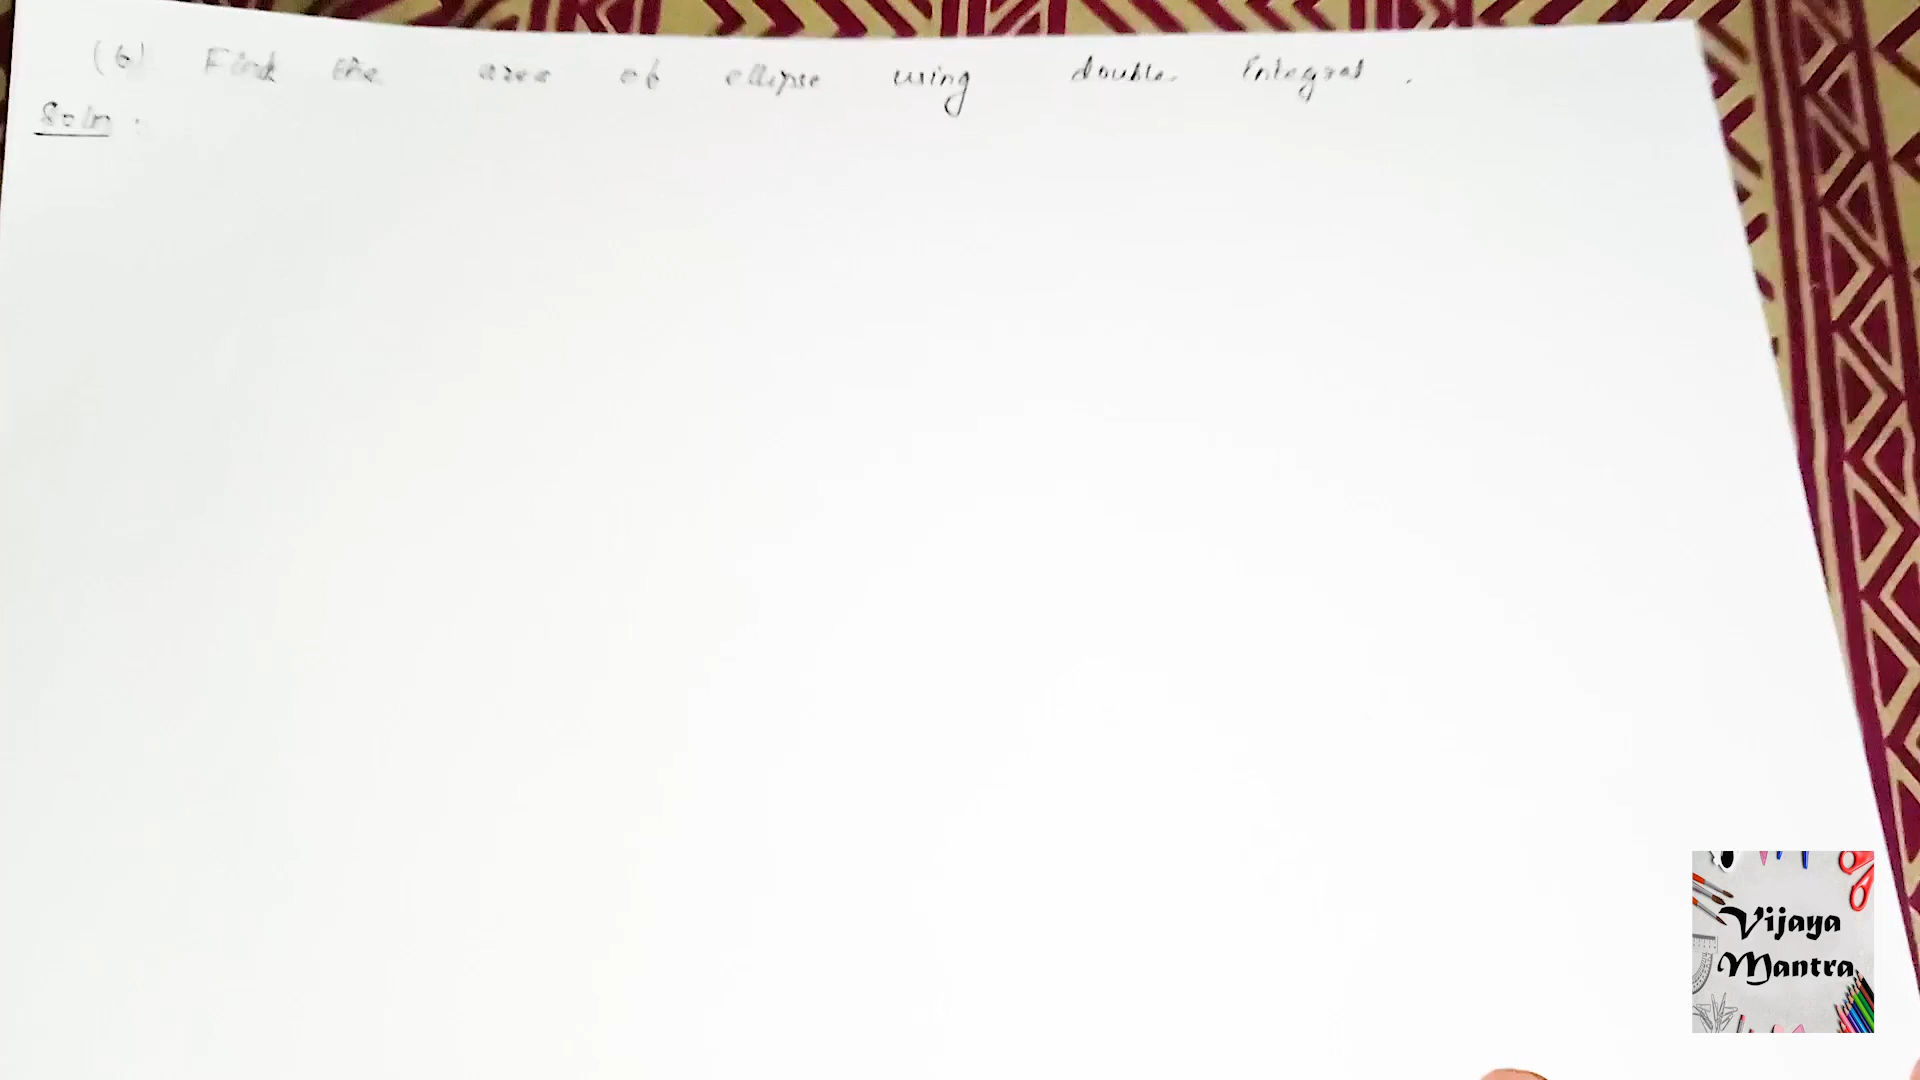 (6) Find the area of ellipse using double Integral.
Soln :
Vijaya
Mantra